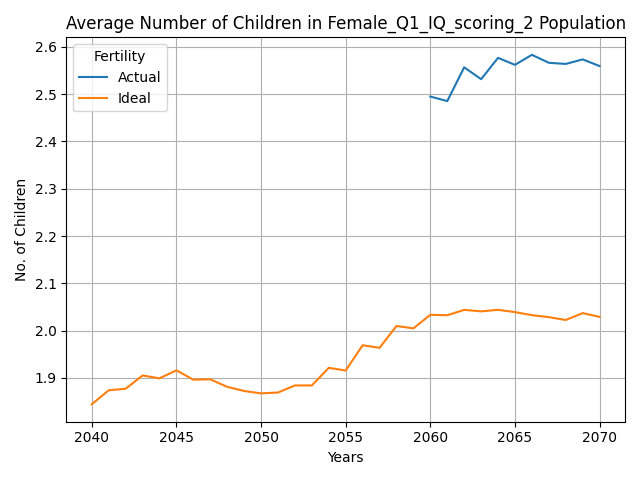 Average Number of Children in Female_Q1_IQ_scoring_2 Population
Fertility
Actual
Ideal
No. of Children
2.6
2.5
2.4
2.3
2.2
2.1
2.0
1.9
2040 2045 2050 2055 2060 2065 2070
Years